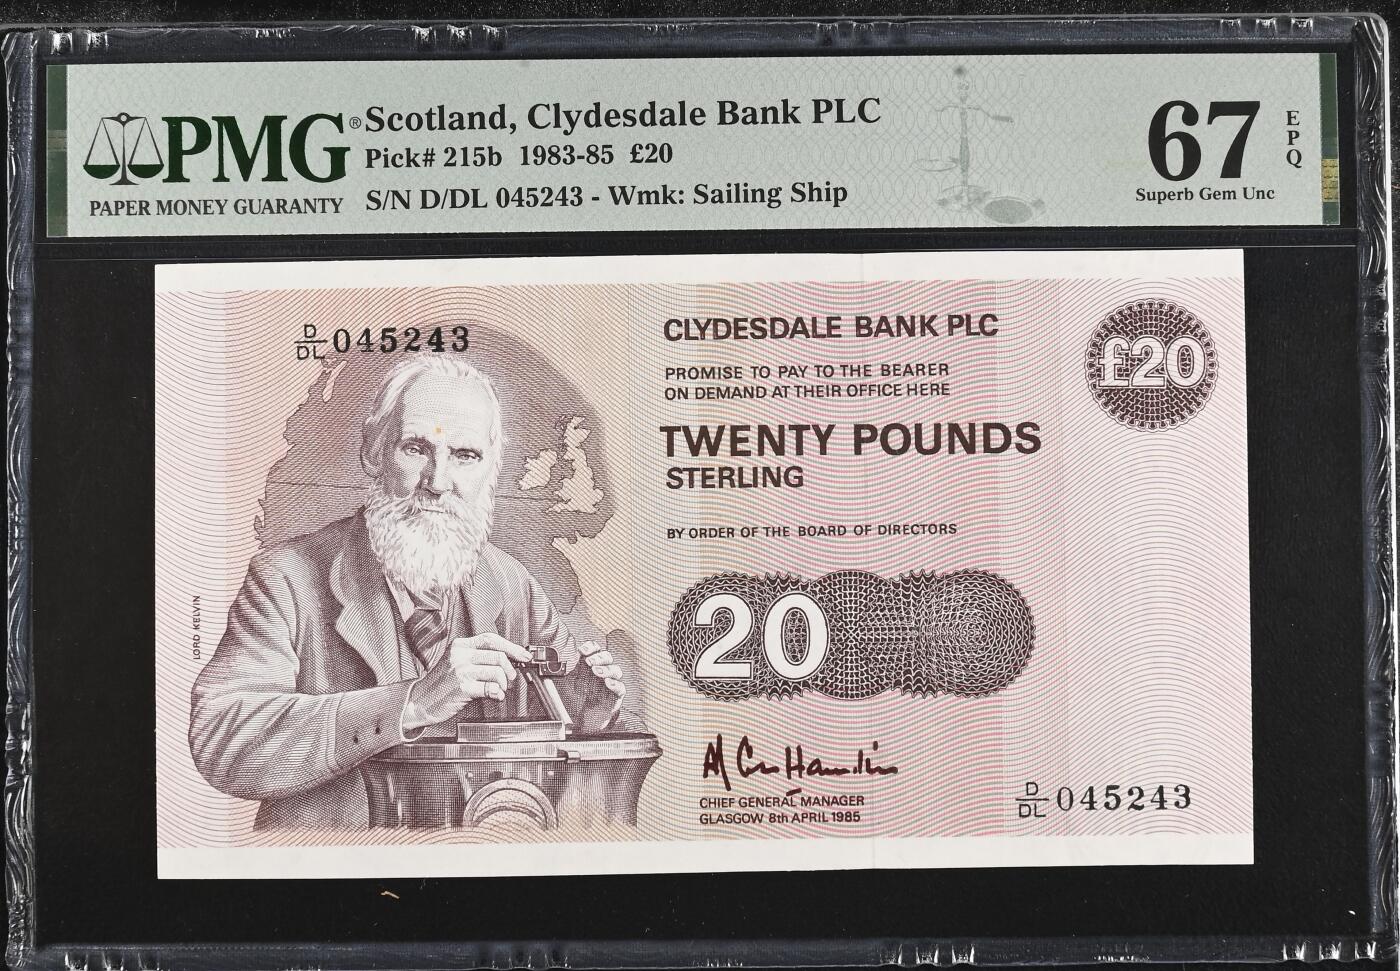 PMG®
PAPER MONEY GUARANTY
Scotland, Clydesdale Bank PLC
Pick# 215b 1983-85 £20
S/N D/DL 045243 - Wmk: Sailing Ship
67
EPQ
Superb Gem Unc
D/DL 045243
CLYDESDALE BANK PLC
PROMISE TO PAY TO THE BEARER
ON DEMAND AT THEIR OFFICE HERE
£20
TWENTY POUNDS
STERLING
BY ORDER OF THE BOARD OF DIRECTORS
LORD KELVIN
20
CHIEF GENERAL MANAGER
GLASGOW 8th APRIL 1985
D/DL 045243